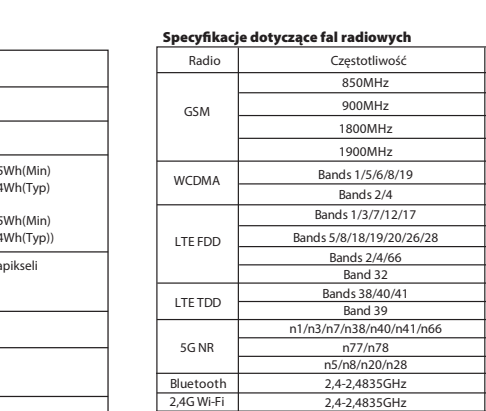 5Wh(Min)
4Wh(Typ)
5Wh(Min)
4Wh(Typ))
apikseli
Specyfikacje dotyczące fal radiowych
Radio Częstotliwość
GSM
850MHz
900MHz
1800MHz
1900MHz
WCDMA
Bands 1/5/6/8/19
Bands 2/4
LTE FDD
Bands 1/3/7/12/17
Bands 5/8/18/19/20/26/28
Bands 2/4/66
Band 32
LTE TDD
Bands 38/40/41
Band 39
5G NR
n1/n3/n7/n38/n40/n41/n66
n77/n78
n5/n8/n20/n28
Bluetooth 2,4-2,4835GHz
2,4G Wi-Fi 2,4-2,4835GHz